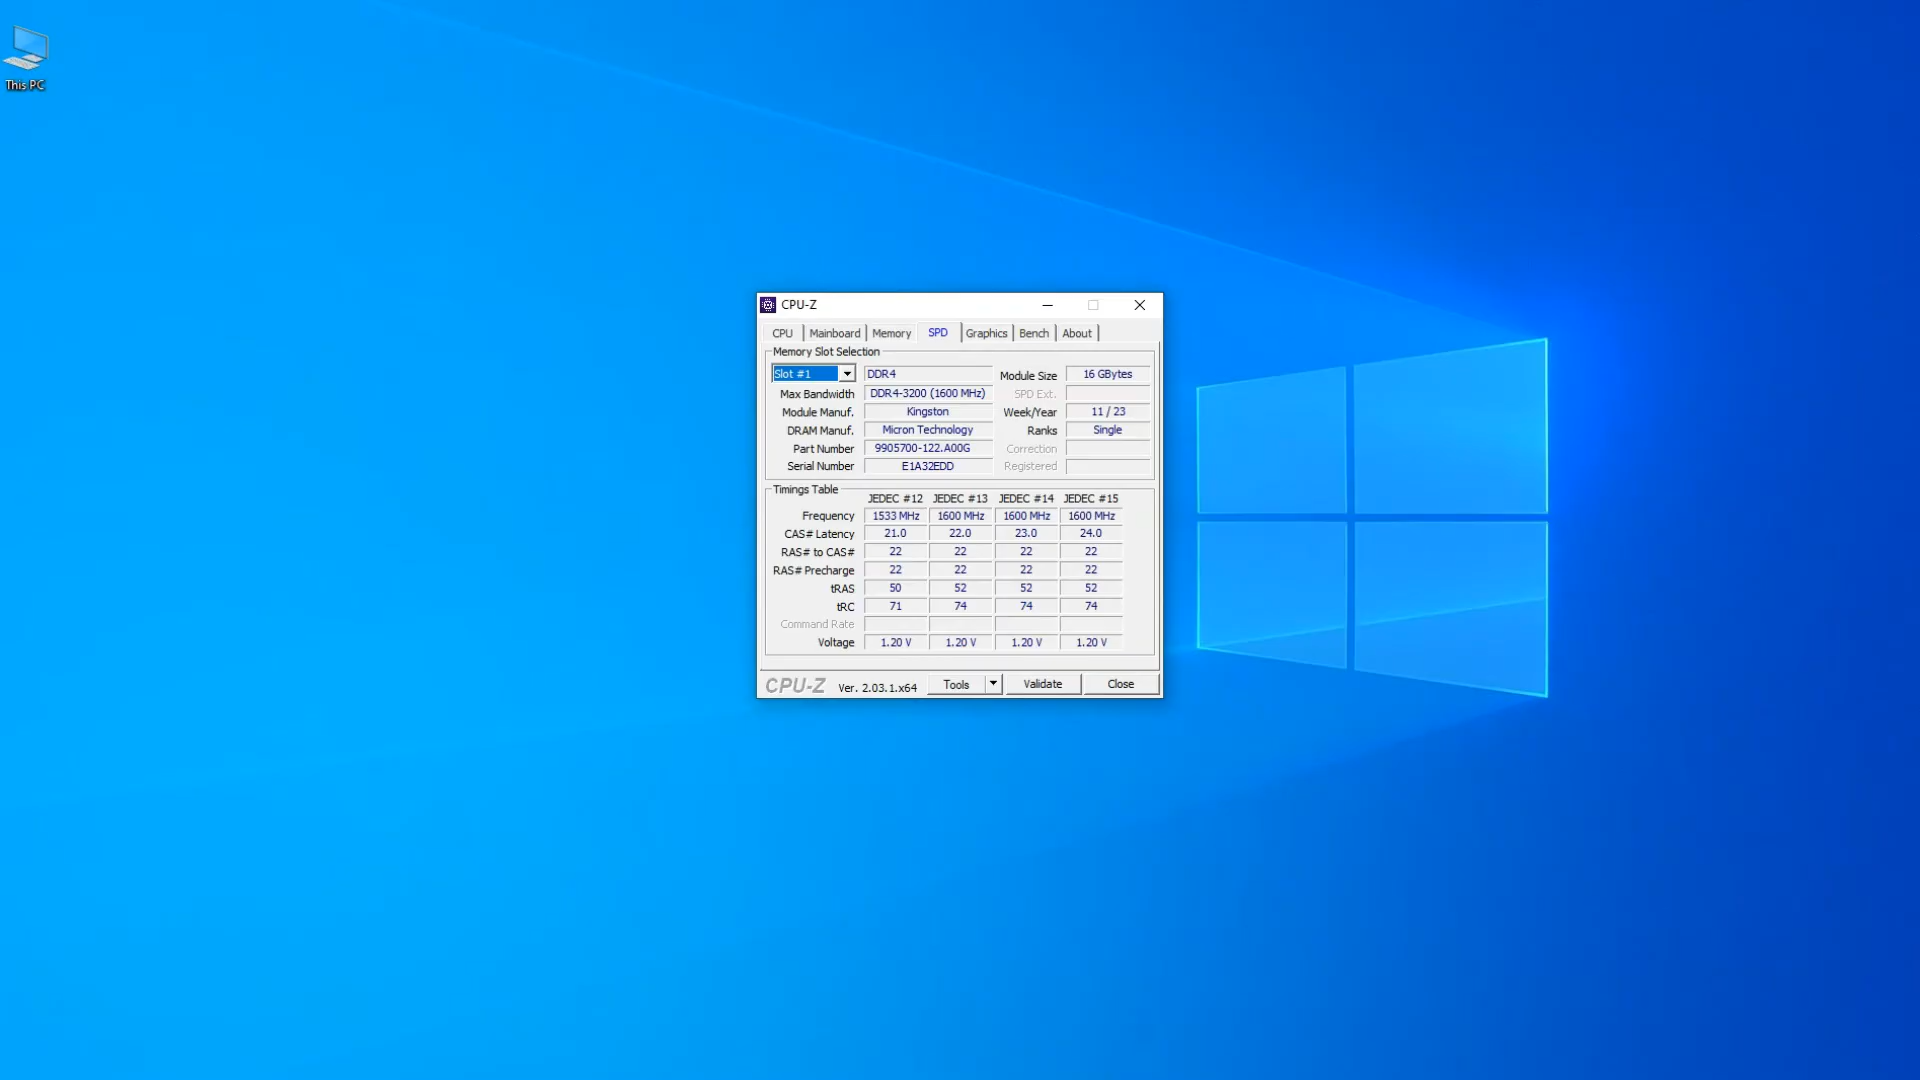 This PC
CPU-Z
CPU Mainboard Memory SPD Graphics Bench About
Memory Slot Selection
Slot #1 DDR4 Module Size 16 GBytes
Max Bandwidth DDR4-3200 (1600 MHz) SPD Ext.
Module Manuf. Kingston Week/Year 11 / 23
DRAM Manuf. Micron Technology Ranks Single
Part Number 9905700-122.A00G Correction
Serial Number E1A32EDD Registered
Timings Table
JEDEC #12 JEDEC #13 JEDEC #14 JEDEC #15
Frequency 1533 MHz 1600 MHz 1600 MHz 1600 MHz
CAS# Latency 21.0 22.0 23.0 24.0
RAS# to CAS# 22 22 22 22
RAS# Precharge 22 22 22 22
tRAS 50 52 52 52
tRC 71 74 74 74
Command Rate
Voltage 1.20 V 1.20 V 1.20 V 1.20 V
CPU-Z Ver. 2.03.1.x64 Tools Validate Close